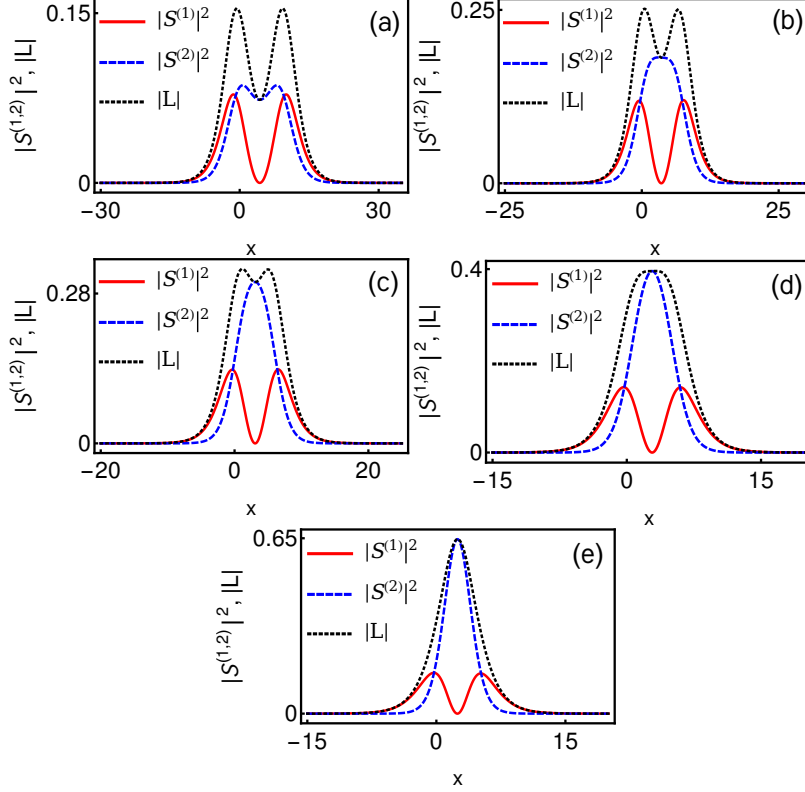 (a)
|S^(1)|^2
|S^(2)|^2
|L|
|S^(1,2)|^2, |L|
0.15
0
−30
0
30
x
(b)
|S^(1)|^2
|S^(2)|^2
|L|
|S^(1,2)|^2, |L|
0.25
0
−25
0
25
x
(c)
|S^(1)|^2
|S^(2)|^2
|L|
|S^(1,2)|^2, |L|
0.28
0
−20
0
20
x
(d)
|S^(1)|^2
|S^(2)|^2
|L|
|S^(1,2)|^2, |L|
0.4
0
−15
0
15
x
(e)
|S^(1)|^2
|S^(2)|^2
|L|
|S^(1,2)|^2, |L|
0.65
0
−15
0
15
x